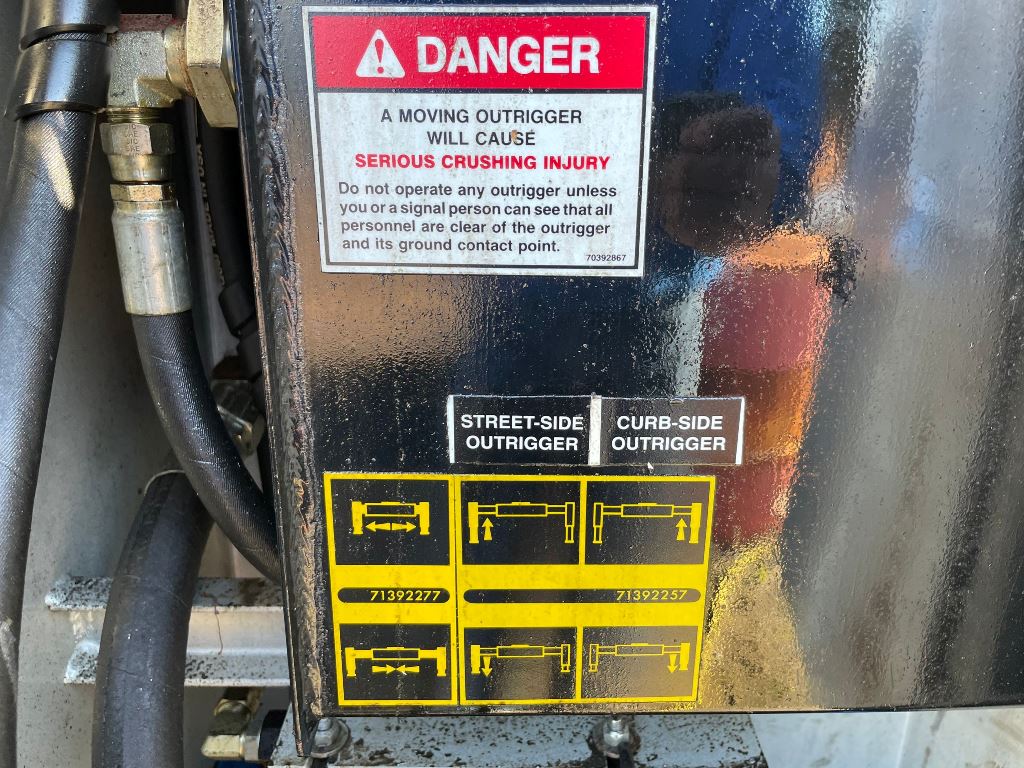 DANGER
A MOVING OUTRIGGER
WILL CAUSE
SERIOUS CRUSHING INJURY
Do not operate any outrigger unless
you or a signal person can see that all
personnel are clear of the outrigger
and its ground contact point.
70392867
STREET-SIDE
OUTRIGGER
CURB-SIDE
OUTRIGGER
71392277
71392257